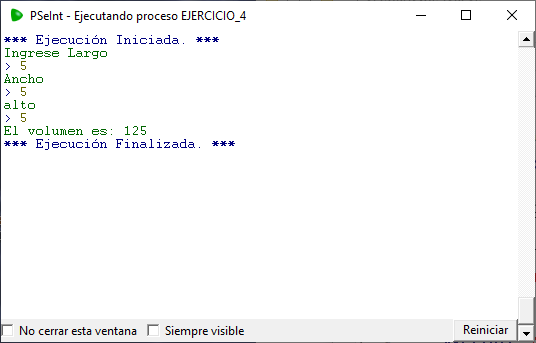 PSeInt - Ejecutando proceso EJERCICIO_4
*** Ejecución Iniciada. ***
Ingrese Largo
> 5
Ancho
> 5
alto
> 5
El volumen es: 125
*** Ejecución Finalizada. ***
No cerrar esta ventana
Siempre visible
Reiniciar